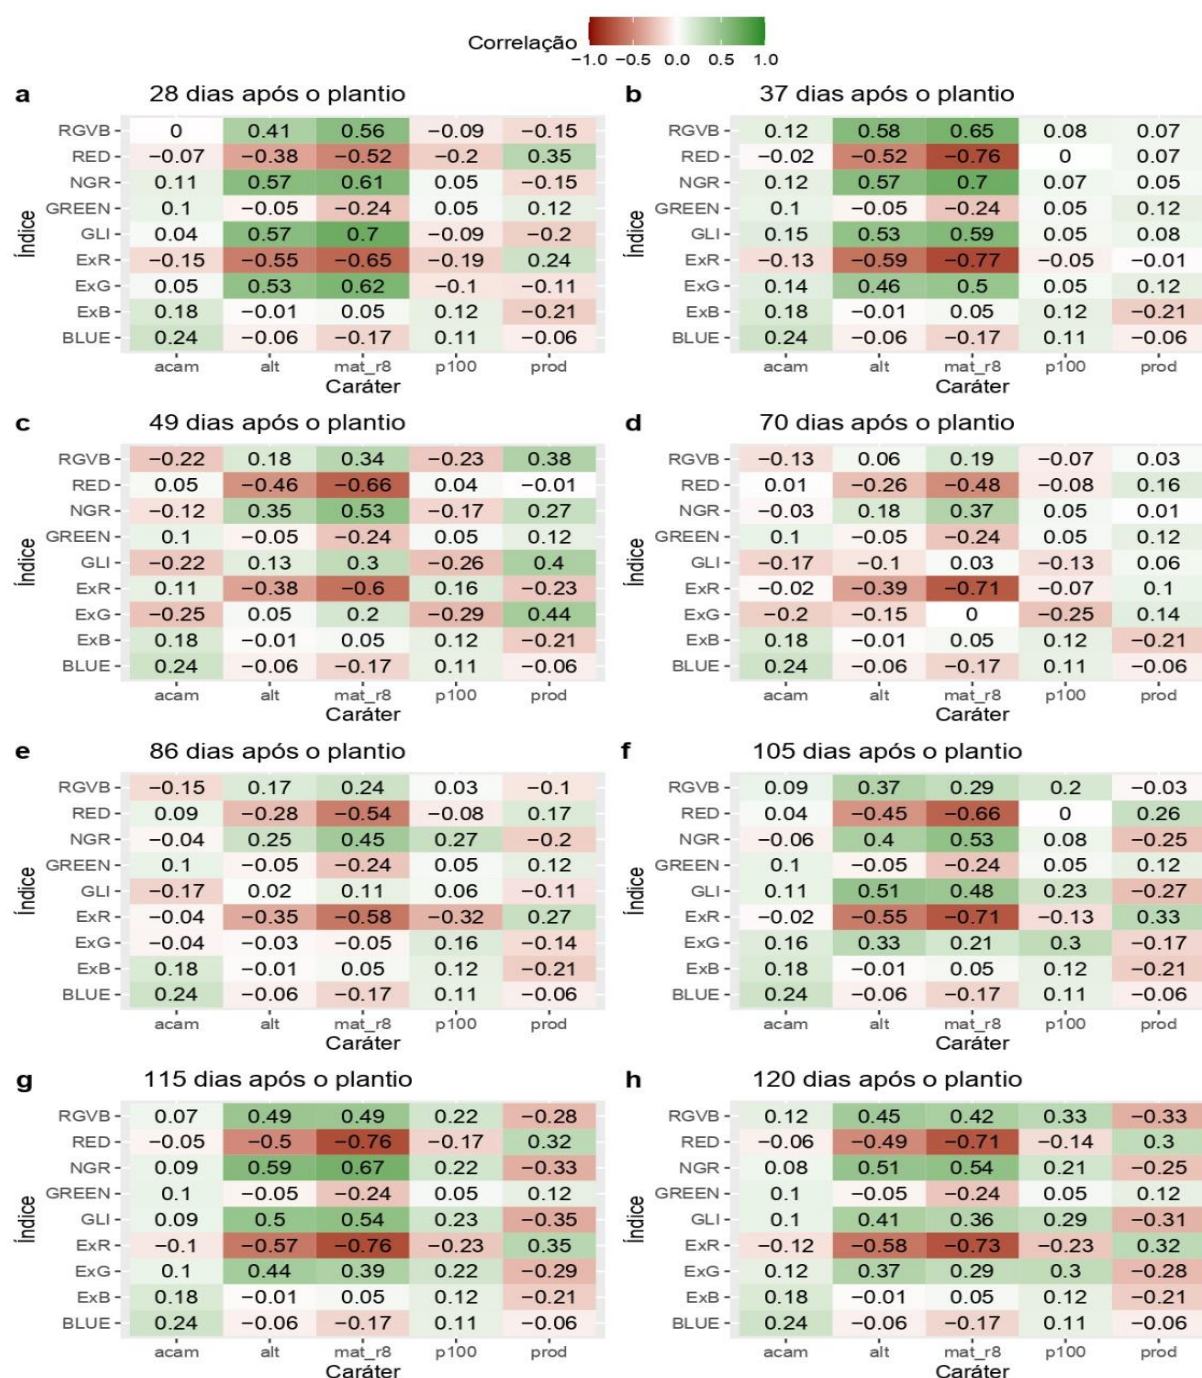 Correlação
−1.0 −0.5 0.0 0.5 1.0
a 28 dias após o plantio
Índice
RGVB 0 0.41 0.56 −0.09 −0.15
RED −0.07 −0.38 −0.52 −0.2 0.35
NGR 0.11 0.57 0.61 0.05 −0.15
GREEN 0.1 −0.05 −0.24 0.05 0.12
GLI 0.04 0.57 0.7 −0.09 −0.2
ExR −0.15 −0.55 −0.65 −0.19 0.24
ExG 0.05 0.53 0.62 −0.1 −0.11
ExB 0.18 −0.01 0.05 0.12 −0.21
BLUE 0.24 −0.06 −0.17 0.11 −0.06
acam alt mat_r8 p100 prod
Caráter
b 37 dias após o plantio
Índice
RGVB 0.12 0.58 0.65 0.08 0.07
RED −0.02 −0.52 −0.76 0 0.07
NGR 0.12 0.57 0.7 0.07 0.05
GREEN 0.1 −0.05 −0.24 0.05 0.12
GLI 0.15 0.53 0.59 0.05 0.08
ExR −0.13 −0.59 −0.77 −0.05 −0.01
ExG 0.14 0.46 0.5 0.05 0.12
ExB 0.18 −0.01 0.05 0.12 −0.21
BLUE 0.24 −0.06 −0.17 0.11 −0.06
acam alt mat_r8 p100 prod
Caráter
c 49 dias após o plantio
Índice
RGVB −0.22 0.18 0.34 −0.23 0.38
RED 0.05 −0.46 −0.66 0.04 −0.01
NGR −0.12 0.35 0.53 −0.17 0.27
GREEN 0.1 −0.05 −0.24 0.05 0.12
GLI −0.22 0.13 0.3 −0.26 0.4
ExR 0.11 −0.38 −0.6 0.16 −0.23
ExG −0.25 0.05 0.2 −0.29 0.44
ExB 0.18 −0.01 0.05 0.12 −0.21
BLUE 0.24 −0.06 −0.17 0.11 −0.06
acam alt mat_r8 p100 prod
Caráter
d 70 dias após o plantio
Índice
RGVB −0.13 0.06 0.19 −0.07 0.03
RED 0.01 −0.26 −0.48 −0.08 0.16
NGR −0.03 0.18 0.37 0.05 0.01
GREEN 0.1 −0.05 −0.24 0.05 0.12
GLI −0.17 −0.1 0.03 −0.13 0.06
ExR −0.02 −0.39 −0.71 −0.07 0.1
ExG −0.2 −0.15 0 −0.25 0.14
ExB 0.18 −0.01 0.05 0.12 −0.21
BLUE 0.24 −0.06 −0.17 0.11 −0.06
acam alt mat_r8 p100 prod
Caráter
e 86 dias após o plantio
Índice
RGVB −0.15 0.17 0.24 0.03 −0.1
RED 0.09 −0.28 −0.54 −0.08 0.17
NGR −0.04 0.25 0.45 0.27 −0.2
GREEN 0.1 −0.05 −0.24 0.05 0.12
GLI −0.17 0.02 0.11 0.06 −0.11
ExR −0.04 −0.35 −0.58 −0.32 0.27
ExG −0.04 −0.03 −0.05 0.16 −0.14
ExB 0.18 −0.01 0.05 0.12 −0.21
BLUE 0.24 −0.06 −0.17 0.11 −0.06
acam alt mat_r8 p100 prod
Caráter
f 105 dias após o plantio
Índice
RGVB 0.09 0.37 0.29 0.2 −0.03
RED 0.04 −0.45 −0.66 0 0.26
NGR −0.06 0.4 0.53 0.08 −0.25
GREEN 0.1 −0.05 −0.24 0.05 0.12
GLI 0.11 0.51 0.48 0.23 −0.27
ExR −0.02 −0.55 −0.71 −0.13 0.33
ExG 0.16 0.33 0.21 0.3 −0.17
ExB 0.18 −0.01 0.05 0.12 −0.21
BLUE 0.24 −0.06 −0.17 0.11 −0.06
acam alt mat_r8 p100 prod
Caráter
g 115 dias após o plantio
Índice
RGVB 0.07 0.49 0.49 0.22 −0.28
RED −0.05 −0.5 −0.76 −0.17 0.32
NGR 0.09 0.59 0.67 0.22 −0.33
GREEN 0.1 −0.05 −0.24 0.05 0.12
GLI 0.09 0.5 0.54 0.23 −0.35
ExR −0.1 −0.57 −0.76 −0.23 0.35
ExG 0.1 0.44 0.39 0.22 −0.29
ExB 0.18 −0.01 0.05 0.12 −0.21
BLUE 0.24 −0.06 −0.17 0.11 −0.06
acam alt mat_r8 p100 prod
Caráter
h 120 dias após o plantio
Índice
RGVB 0.12 0.45 0.42 0.33 −0.33
RED −0.06 −0.49 −0.71 −0.14 0.3
NGR 0.08 0.51 0.54 0.21 −0.25
GREEN 0.1 −0.05 −0.24 0.05 0.12
GLI 0.1 0.41 0.36 0.29 −0.31
ExR −0.12 −0.58 −0.73 −0.23 0.32
ExG 0.12 0.37 0.29 0.3 −0.28
ExB 0.18 −0.01 0.05 0.12 −0.21
BLUE 0.24 −0.06 −0.17 0.11 −0.06
acam alt mat_r8 p100 prod
Caráter